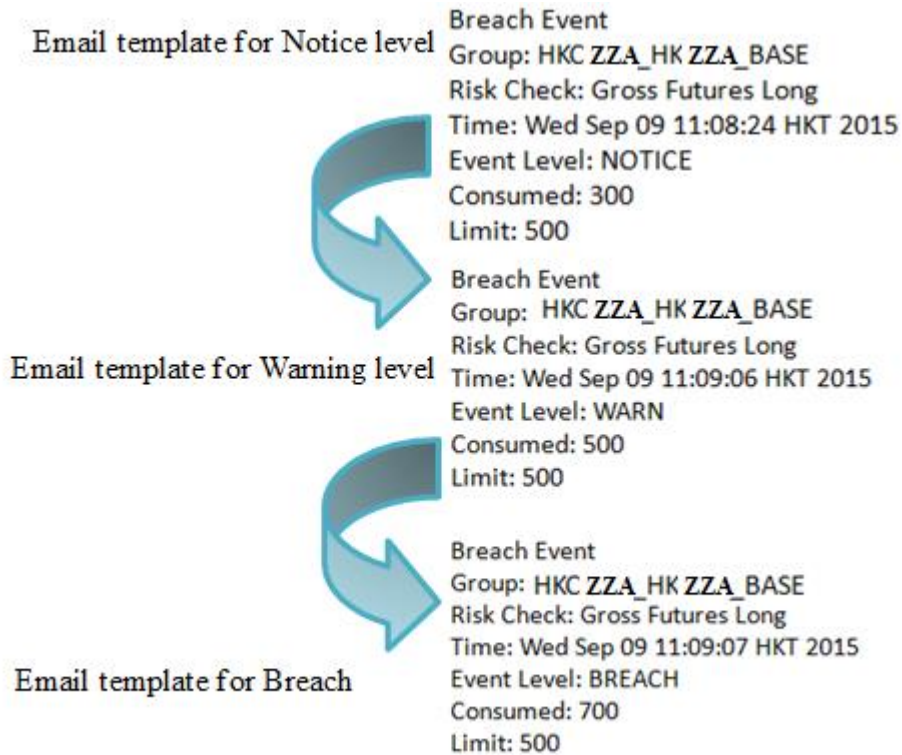 Email template for Notice level
Breach Event
Group: HKC ZZA_HK ZZA_BASE
Risk Check: Gross Futures Long
Time: Wed Sep 09 11:08:24 HKT 2015
Event Level: NOTICE
Consumed: 300
Limit: 500
Email template for Warning level
Breach Event
Group: HKC ZZA_HK ZZA_BASE
Risk Check: Gross Futures Long
Time: Wed Sep 09 11:09:06 HKT 2015
Event Level: WARN
Consumed: 500
Limit: 500
Email template for Breach
Breach Event
Group: HKC ZZA_HK ZZA_BASE
Risk Check: Gross Futures Long
Time: Wed Sep 09 11:09:07 HKT 2015
Event Level: BREACH
Consumed: 700
Limit: 500